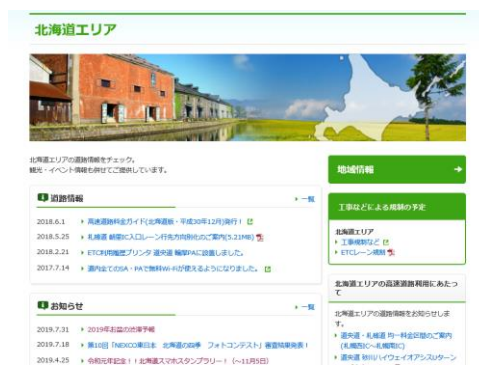 北海道エリア
北海道エリアの道路情報をチェック。
観光・イベント情報も併せてご提供しています。
道路情報
一覧
2018.6.1 高速道路料金ガイド(北海道版・平成30年12月)発行！
2018.5.25 札樽道 朝里IC入口レーン行先方向別化のご案内(5.21MB)
2018.2.21 ETC利用履歴プリンタ 道央道 輪厚PAに設置しました。
2017.7.14 道内全てのSA・PAで無料Wi-Fiが使えるようになりました。
お知らせ
一覧
2019.7.31 2019年お盆の渋滞予報
2019.7.18 第10回「NEXCO東日本 北海道の四季 フォトコンテスト」審査結果発表！
2019.4.25 令和元年記念！！北海道スマホスタンプラリー！（～11月5日）
地域情報
工事などによる規制の予定
北海道エリア
工事規制など
ETCレーン規制
北海道エリアの高速道路利用にあたっ
て
北海道エリアの道路情報をお知らせしま
す。
道央道・札樽道 均一料金区間のご案内
(札幌西IC～札幌南IC)
道央道 砂川ハイウェイオアシスUターン